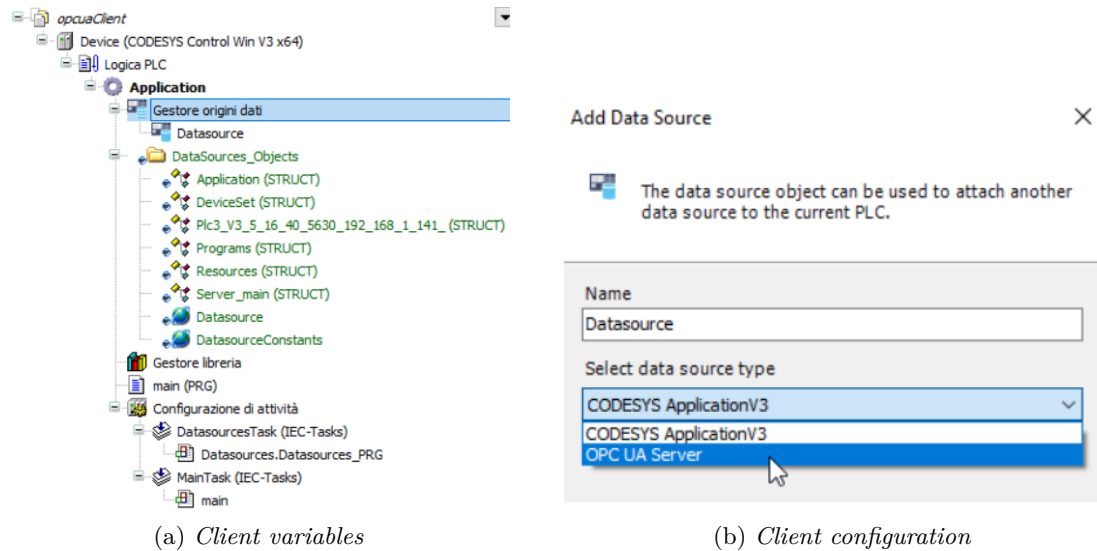 opcuaClient
Device (CODESYS Control Win V3 x64)
Logica PLC
Application
Gestore origini dati
Datasource
DataSources_Objects
Application (STRUCT)
DeviceSet (STRUCT)
Plc3_V3_5_16_40_5630_192_168_1_141_ (STRUCT)
Programs (STRUCT)
Resources (STRUCT)
Server_main (STRUCT)
Datasource
DatasourceConstants
Gestore libreria
main (PRG)
Configurazione di attività
DatasourcesTask (IEC-Tasks)
Datasources.Datasources_PRG
MainTask (IEC-Tasks)
main
(a) Client variables
Add Data Source
The data source object can be used to attach another
data source to the current PLC.
Name
Datasource
Select data source type
CODESYS ApplicationV3
CODESYS ApplicationV3
OPC UA Server
(b) Client configuration